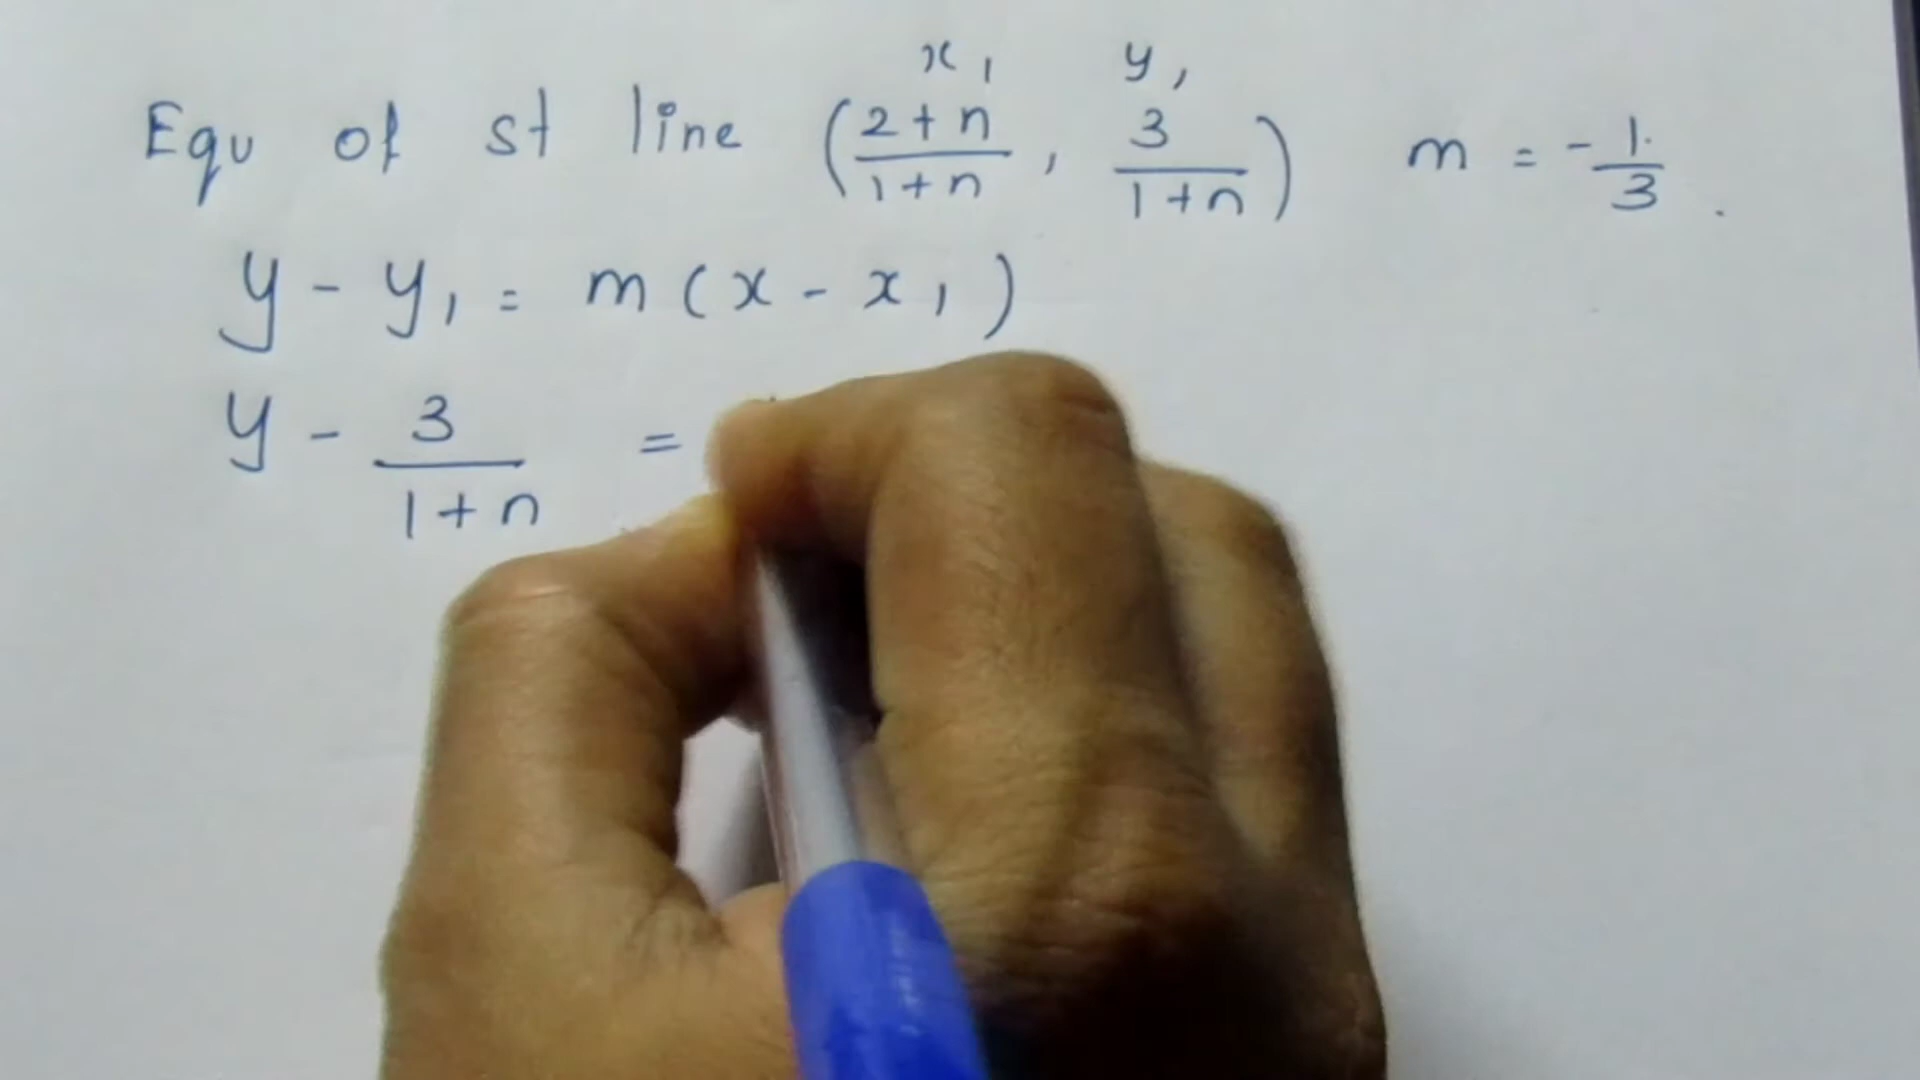 x₁ y₁
Equ of st line (2+n/1+n, 3/1+n) m = -1/3.
y - y₁ = m(x - x₁)
y - 3/1+n =